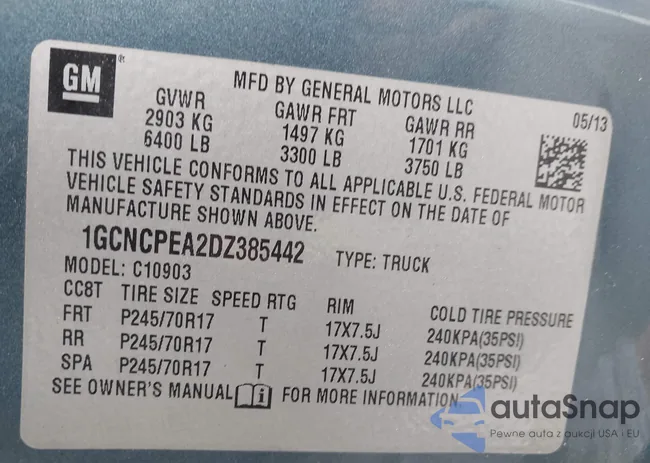 GM
MFD BY GENERAL MOTORS LLC
05/13
GVWR GAWR FRT GAWR RR
2903 KG 1497 KG 1701 KG
6400 LB 3300 LB 3750 LB
THIS VEHICLE CONFORMS TO ALL APPLICABLE U.S. FEDERAL MOTOR
VEHICLE SAFETY STANDARDS IN EFFECT ON THE DATE OF
MANUFACTURE SHOWN ABOVE.
1GCNCPEA2DZ385442 TYPE: TRUCK
MODEL: C10903
CC8T TIRE SIZE SPEED RTG RIM COLD TIRE PRESSURE
FRT P245/70R17 T 17X7.5J 240KPA(35PSI)
RR P245/70R17 T 17X7.5J 240KPA(35PSI)
SPA P245/70R17 T 17X7.5J 240KPA(35PSI)
SEE OWNER'S MANUAL i FOR MORE INFORMATION
autaSnap
Pewne auta z aukcji USA i EU